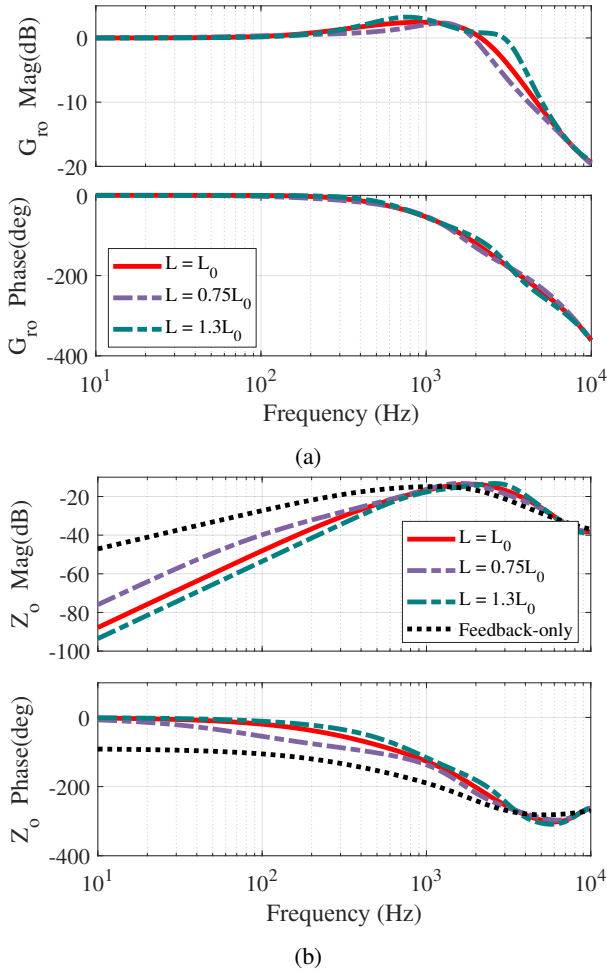 G_ro Mag(dB)
0
-10
-20
G_ro Phase(deg)
0
-200
-400
L = L_0
L = 0.75L_0
L = 1.3L_0
10^1
10^2
10^3
10^4
Frequency (Hz)
(a)
Z_o Mag(dB)
-20
-40
-60
-80
-100
L = L_0
L = 0.75L_0
L = 1.3L_0
Feedback-only
Z_o Phase(deg)
0
-200
-400
10^1
10^2
10^3
10^4
Frequency (Hz)
(b)